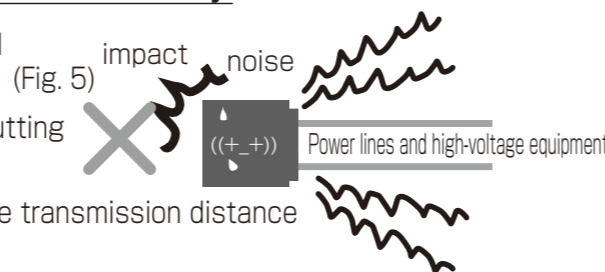 impact
noise
(Fig. 5)
utting
((+_+))
Power lines and high-voltage equipment
e transmission distance